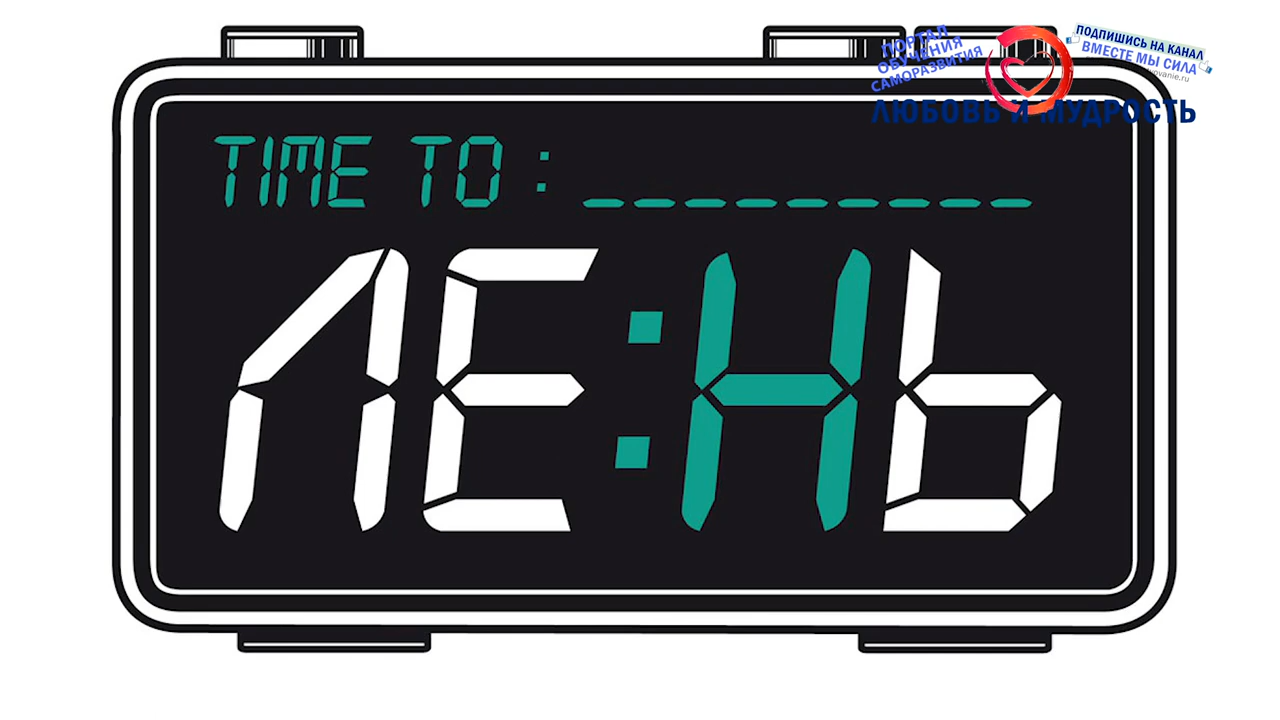 ПОРТАЛ
ОБУЧЕНИЯ
САМОРАЗВИТИЯ
ПОДПИШИСЬ НА КАНАЛ
ВМЕСТЕ МЫ СИЛА
ЛЮБОВЬ И МУДРОСТЬ
TIME TO : _________
ЛЕ:НЬ